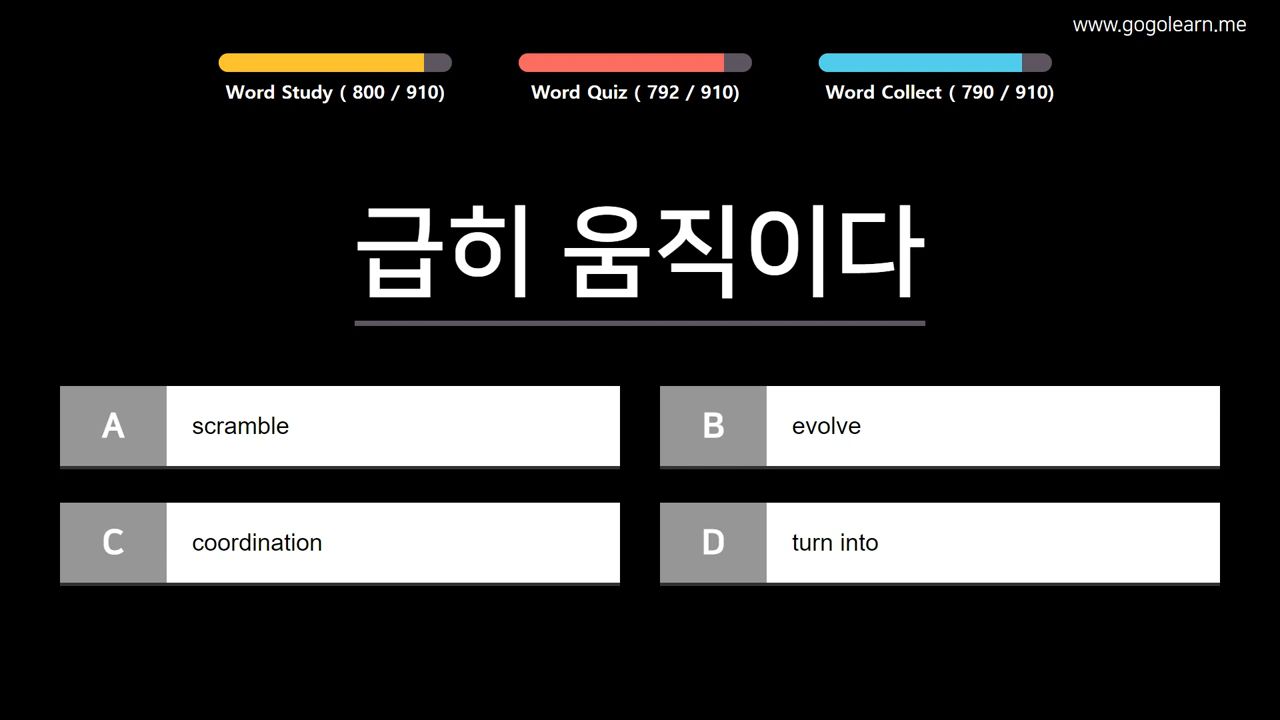 www.gogolearn.me
Word Study ( 800 / 910)
Word Quiz ( 792 / 910)
Word Collect ( 790 / 910)
급히 움직이다
A scramble
B evolve
C coordination
D turn into